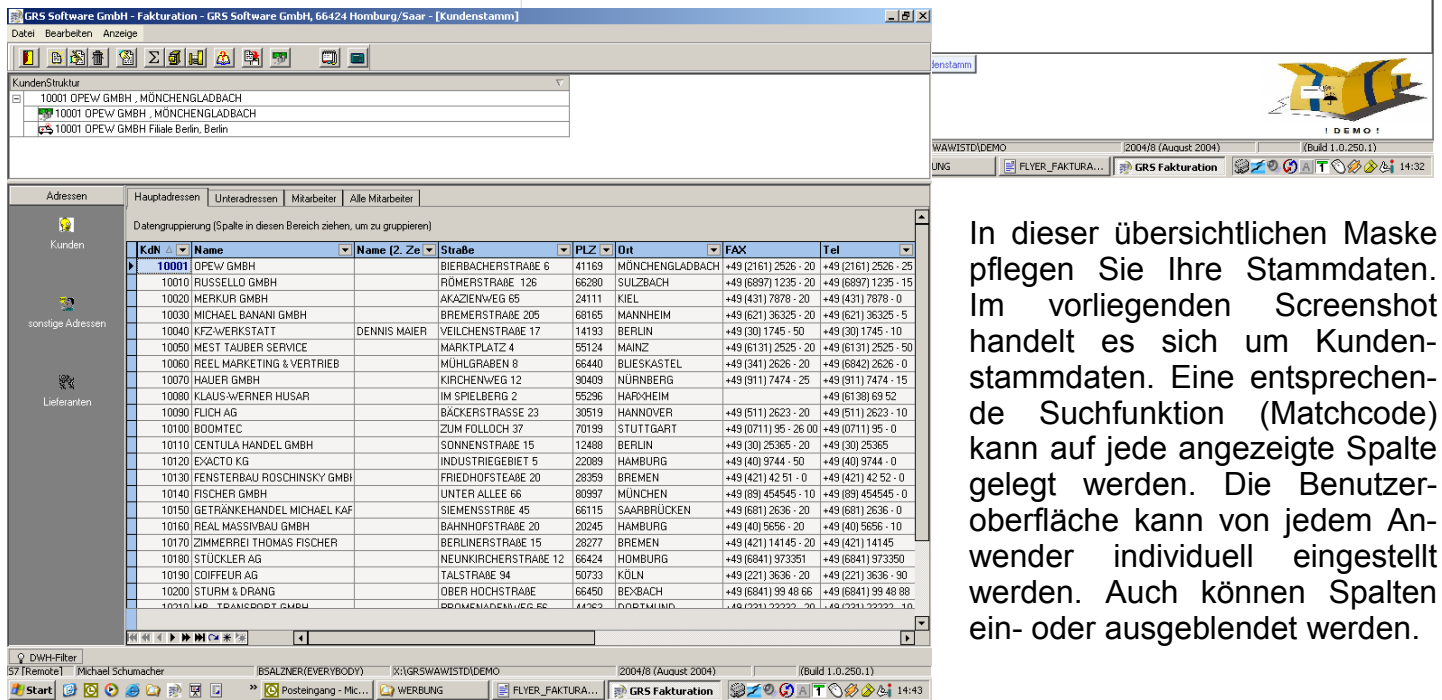 GRS Software GmbH - Fakturation - GRS Software GmbH, 66424 Homburg/Saar - [Kundenstamm]
Datei Bearbeiten Anzeige
KundenStruktur
10001 OPEW GMBH , MÖNCHENGLADBACH
10001 OPEW GMBH , MÖNCHENGLADBACH
10001 OPEW GMBH Filiale Berlin, Berlin
Adressen
Kunden
sonstige Adressen
Lieferanten
Hauptadressen Unteradressen Mitarbeiter Alle Mitarbeiter
Datengruppierung (Spalte in diesen Bereich ziehen, um zu gruppieren)
KdN Name Name (2. Ze Straße PLZ Ort FAX Tel
10001 OPEW GMBH BIERBACHERSTRAßE 6 41169 MÖNCHENGLADBACH +49 (2161) 2526 - 20 +49 (2161) 2526 - 25
10010 RUSSELLO GMBH RÖMERSTRAßE 126 66280 SULZBACH +49 (6897) 1235 - 20 +49 (6897) 1235 - 15
10020 MERKUR GMBH AKAZIENWEG 65 24111 KIEL +49 (431) 7878 - 20 +49 (431) 7878 - 0
10030 MICHAEL BANANI GMBH BREMERSTRAßE 205 68165 MANNHEIM +49 (621) 36325 - 20 +49 (621) 36325 - 5
10040 KFZ-WERKSTATT DENNIS MAIER VEILCHENSTRAßE 17 14193 BERLIN +49 (30) 1745 - 50 +49 (30) 1745 - 10
10050 MEST TAUBER SERVICE MARKTPLATZ 4 55124 MAINZ +49 (6131) 2525 - 20 +49 (6131) 2525 - 50
10060 REEL MARKETING & VERTRIEB MÜHLGRABEN 8 66440 BLIESKASTEL +49 (341) 2626 - 20 +49 (6842) 2626 - 0
10070 HAUER GMBH KIRCHENWEG 12 90409 NÜRNBERG +49 (911) 7474 - 25 +49 (911) 7474 - 15
10080 KLAUS-WERNER HUSAR IM SPIELBERG 2 55296 HARXHEIM +49 (6138) 69 52
10090 FLICH AG BÄCKERSTRASSE 23 30519 HANNOVER +49 (511) 2623 - 20 +49 (511) 2623 - 10
10100 BOOMTEC ZUM FOLLOCH 37 70199 STUTTGART +49 (0711) 95 - 26 00 +49 (0711) 95 - 0
10110 CENTULA HANDEL GMBH SONNENSTRAßE 15 12488 BERLIN +49 (30) 25365 - 20 +49 (30) 25365
10120 EXACTO KG INDUSTRIEGEBIET 5 22089 HAMBURG +49 (40) 9744 - 50 +49 (40) 9744 - 0
10130 FENSTERBAU ROSCHINSKY GMBH FRIEDHOFSTEAßE 20 28359 BREMEN +49 (421) 42 51 - 0 +49 (421) 42 52 - 0
10140 FISCHER GMBH UNTER ALLEE 66 80997 MÜNCHEN +49 (89) 454545 - 10 +49 (89) 454545 - 0
10150 GETRÄNKEHANDEL MICHAEL KAF SIEMENSSTRßE 45 66115 SAARBRÜCKEN +49 (681) 2636 - 20 +49 (681) 2636 - 0
10160 REAL MASSIVBAU GMBH BAHNHOFSTRAßE 20 20245 HAMBURG +49 (40) 5656 - 20 +49 (40) 5656 - 10
10170 ZIMMERREI THOMAS FISCHER BERLINERSTRAßE 15 28277 BREMEN +49 (421) 14145 - 20 +49 (421) 14145
10180 STÜCKLER AG NEUNKIRCHERSTRAßE 12 66424 HOMBURG +49 (6841) 973351 +49 (6841) 973350
10190 COIFFEUR AG TALSTRAßE 94 50733 KÖLN +49 (221) 3636 - 20 +49 (221) 3636 - 90
10200 STURM & DRANG OBER HOCHSTRAßE 66450 BEXBACH +49 (6841) 99 48 66 +49 (6841) 99 48 88
DWH-Filter
57 [Remote] Michael Schumacher BSALZNER(EVERYBODY) X:\GRSWAWISTD\DEMO 2004/8 (August 2004) (Build 1.0.250.1)
Start » Posteingang - Mic... WERBUNG FLYER_FAKTURA... GRS Fakturation 14:43
denstamm
! DEMO !
WAWISTD\DEMO 2004/8 (August 2004) (Build 1.0.250.1)
UNG FLYER_FAKTURA... GRS Fakturation 14:32
In dieser übersichtlichen Maske
pflegen Sie Ihre Stammdaten.
Im vorliegenden Screenshot
handelt es sich um Kunden-
stammdaten. Eine entsprechen-
de Suchfunktion (Matchcode)
kann auf jede angezeigte Spalte
gelegt werden. Die Benutzer-
oberfläche kann von jedem An-
wender individuell eingestellt
werden. Auch können Spalten
ein- oder ausgeblendet werden.